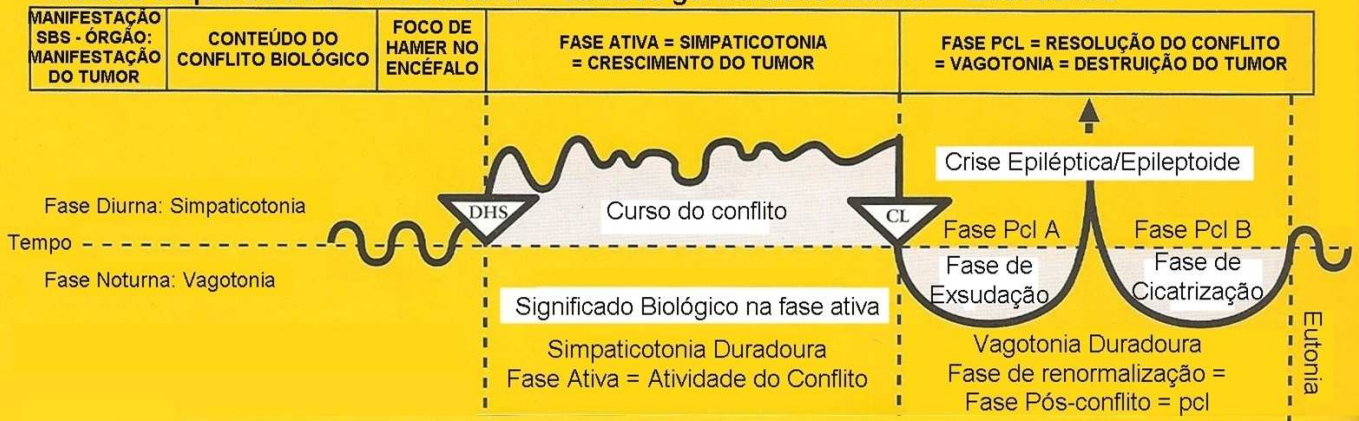 MANIFESTAÇÃO
SBS - ÓRGÃO:
MANIFESTAÇÃO
DO TUMOR
CONTEÚDO DO
CONFLITO BIOLÓGICO
FOCO DE
HAMER NO
ENCÉFALO
FASE ATIVA = SIMPATICOTONIA
= CRESCIMENTO DO TUMOR
FASE PCL = RESOLUÇÃO DO CONFLITO
= VAGOTONIA = DESTRUIÇÃO DO TUMOR
Crise Epiléptica/Epileptoide
Fase Diurna: Simpaticotonia
DHS
Curso do conflito
CL
Fase Pcl A
Fase Pcl B
Tempo
Fase Noturna: Vagotonia
Fase de
Exsudação
Fase de
Cicatrização
Significado Biológico na fase ativa
Simpaticotonia Duradoura
Fase Ativa = Atividade do Conflito
Vagotonia Duradoura
Fase de renormalização =
Fase Pós-conflito = pcl
Eutonia